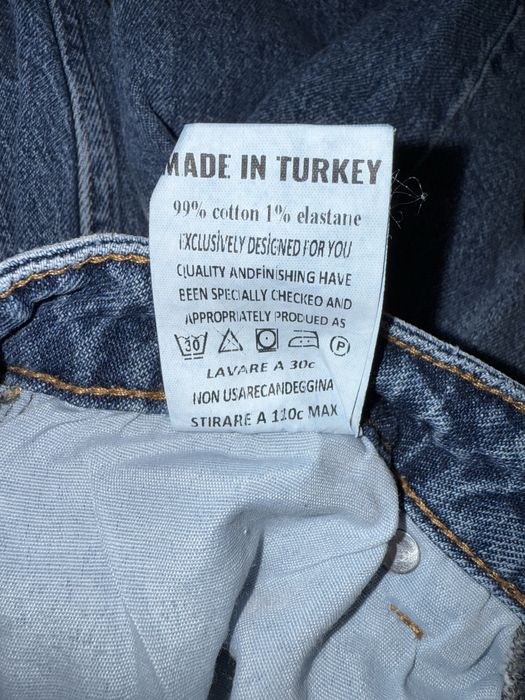 MADE IN TURKEY
99% cotton 1% elastane
EXCLUSIVELY DESIGNED FOR YOU
QUALITY ANDFINISHING HAVE
BEEN SPECIALLY CHECKEO AND
APPROPRIATELY PRODUED AS
30 P
LAVARE A 30c
NON USARECANDEGGINA
STIRARE A 110c MAX